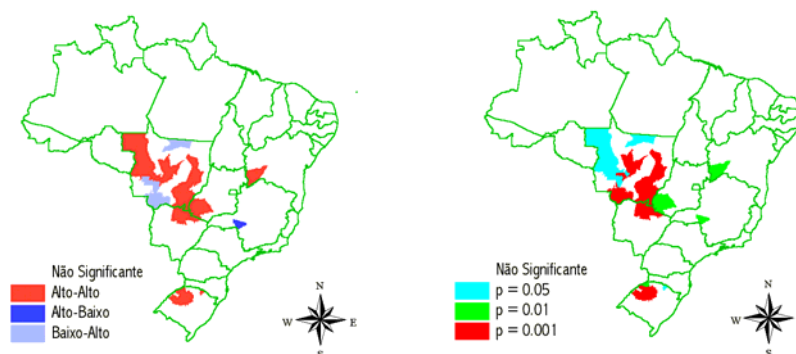 Não Significante
Alto-Alto
Alto-Baixo
Baixo-Alto
N
W
E
S
Não Significante
p = 0.05
p = 0.01
p = 0.001
N
W
E
S